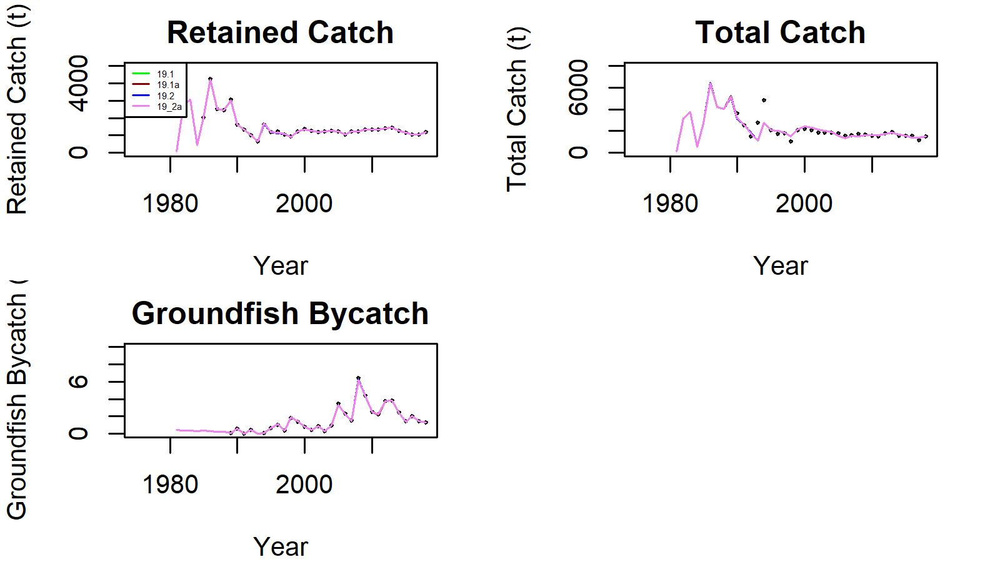 Retained Catch
Retained Catch (t)
4000
0
19.1
19.1a
19.2
19_2a
1980 2000
Year
Total Catch
Total Catch (t)
6000
0
1980 2000
Year
Groundfish Bycatch
Groundfish Bycatch (
6
0
1980 2000
Year